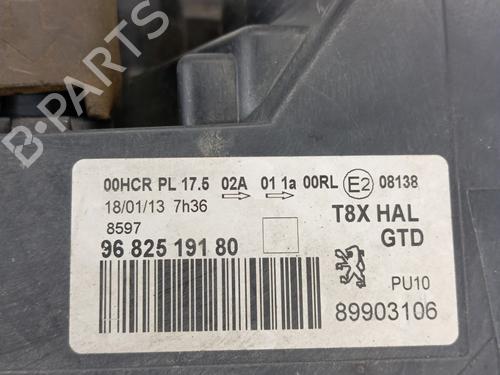 B-PARTS
00HCR PL 17.5 02A 01 1a 00RL E2 08138
18/01/13 7h36
8597
96 825 191 80
T8X HAL
GTD
PU10
89903106